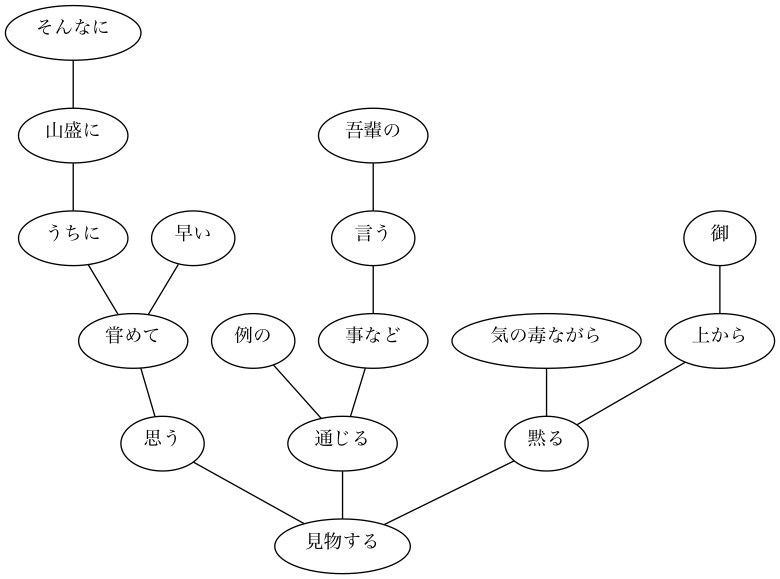 そんなに
山盛に
吾輩の
うちに
早い
言う
御
甞めて
例の
事など
気の毒ながら
上から
思う
通じる
黙る
見物する